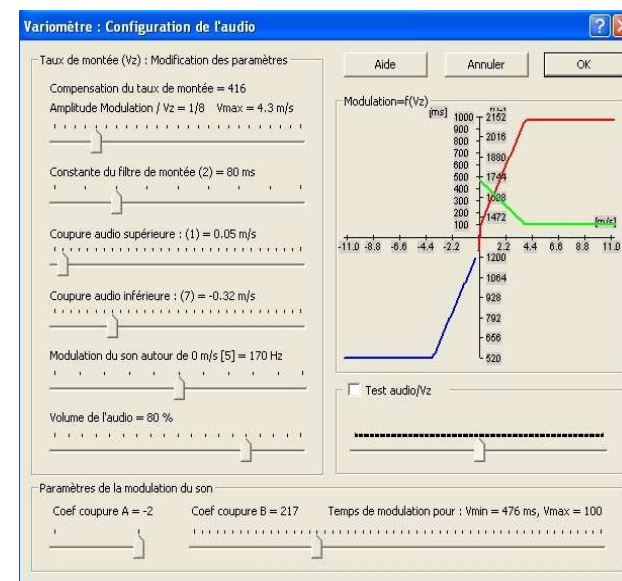 Variomètre : Configuration de l'audio
Taux de montée (Vz) : Modification des paramètres
Compensation du taux de montée = 416
Amplitude Modulation / Vz = 1/8 Vmax = 4.3 m/s
Constante du filtre de montée (2) = 80 ms
Coupure audio supérieure : (1) = 0.05 m/s
Coupure audio inférieure : (7) = -0.32 m/s
Modulation du son autour de 0 m/s [5] = 170 Hz
Volume de l'audio = 80 %
Aide Annuler OK
Modulation=f(Vz)
[ms]
1000 2152
900
800 2016
700
600 1880
500 1744
400
300 1608
200
100 1472
[m/s]
-11.0 -8.8 -6.6 -4.4 -2.2 2.2 4.4 6.6 8.8 11.0
1200
1064
928
792
656
520
Test audio/Vz
Paramètres de la modulation du son
Coef coupure A = -2 Coef coupure B = 217 Temps de modulation pour : Vmin = 476 ms, Vmax = 100